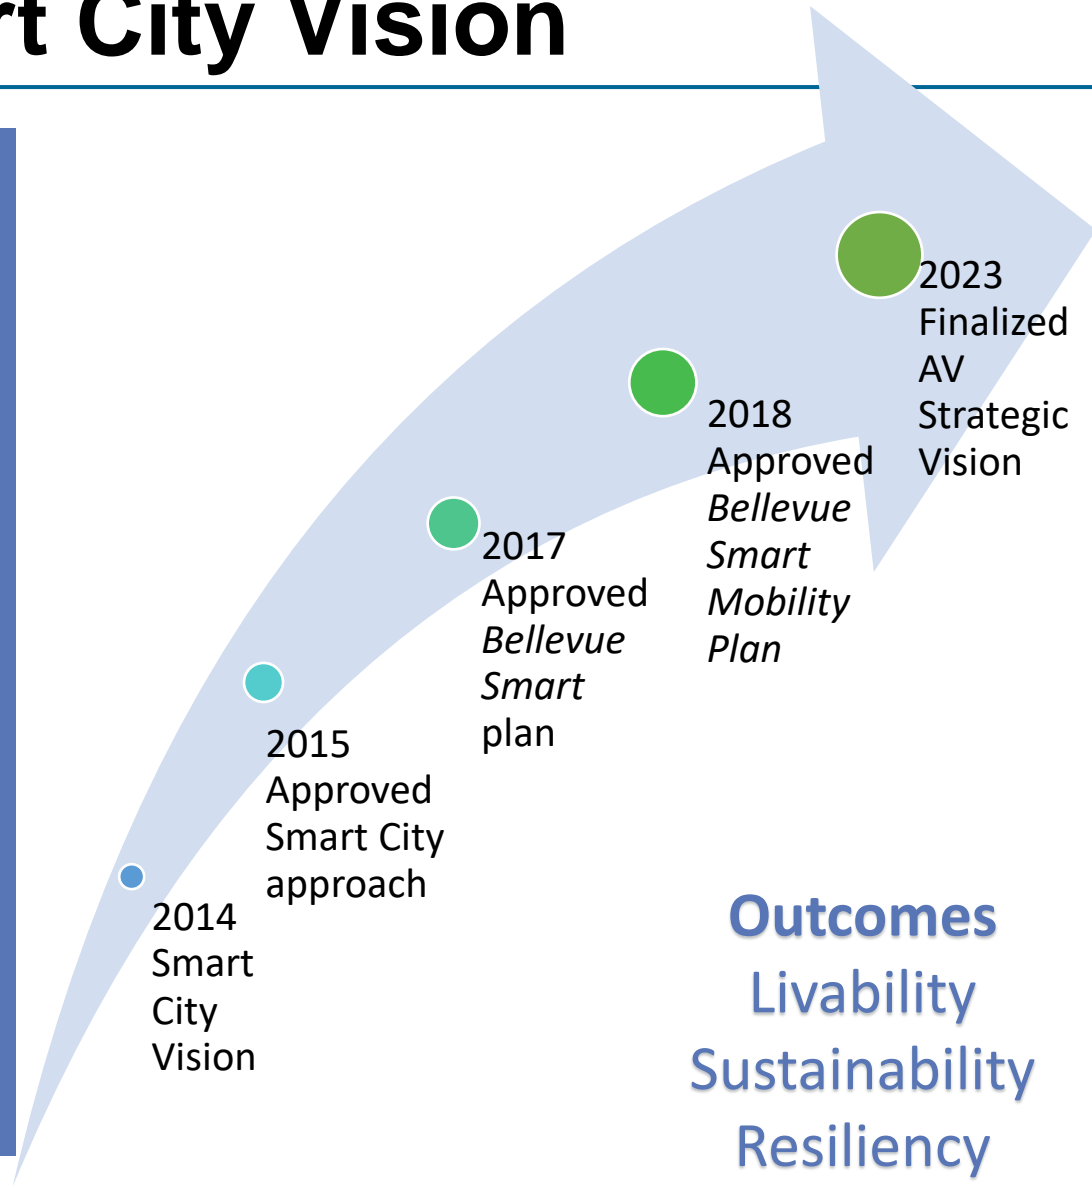 City Vision
2014
Smart
City
Vision
2015
Approved
Smart City
approach
2017
Approved
Bellevue
Smart
plan
2018
Approved
Bellevue
Smart
Mobility
Plan
2023
Finalized
AV
Strategic
Vision
Outcomes
Livability
Sustainability
Resiliency